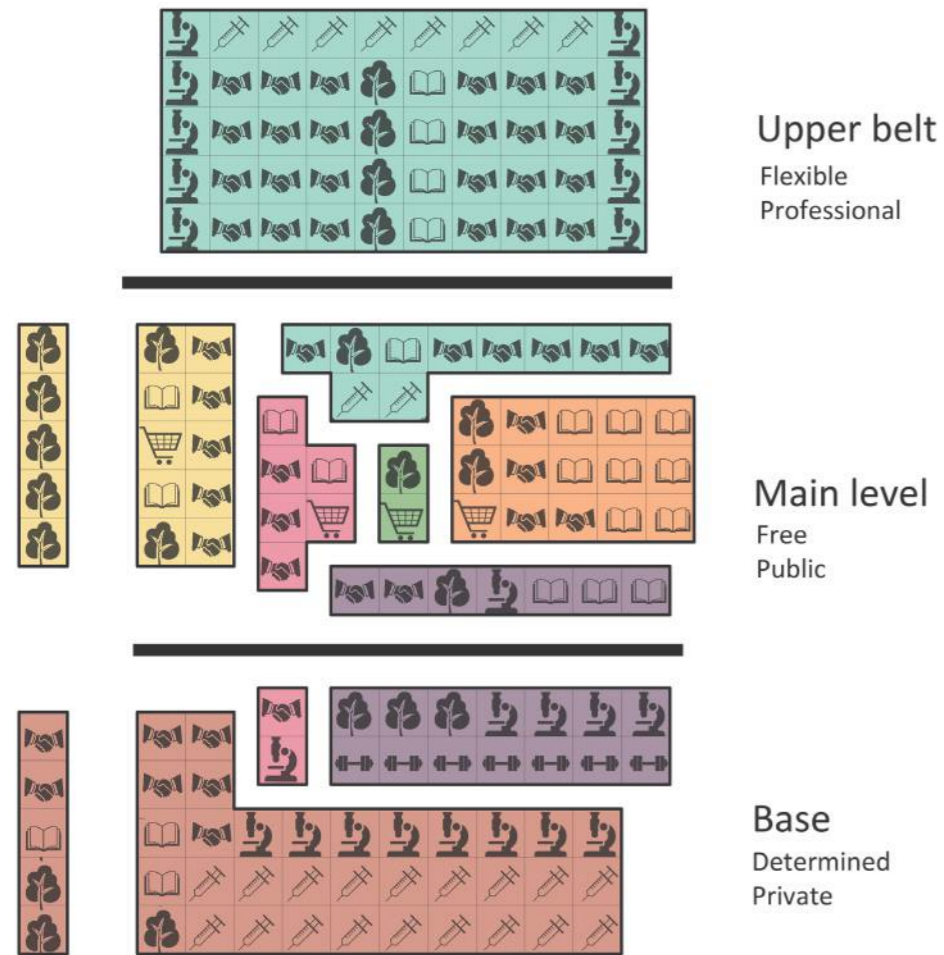 Upper belt
Flexible
Professional
Main level
Free
Public
Base
Determined
Private